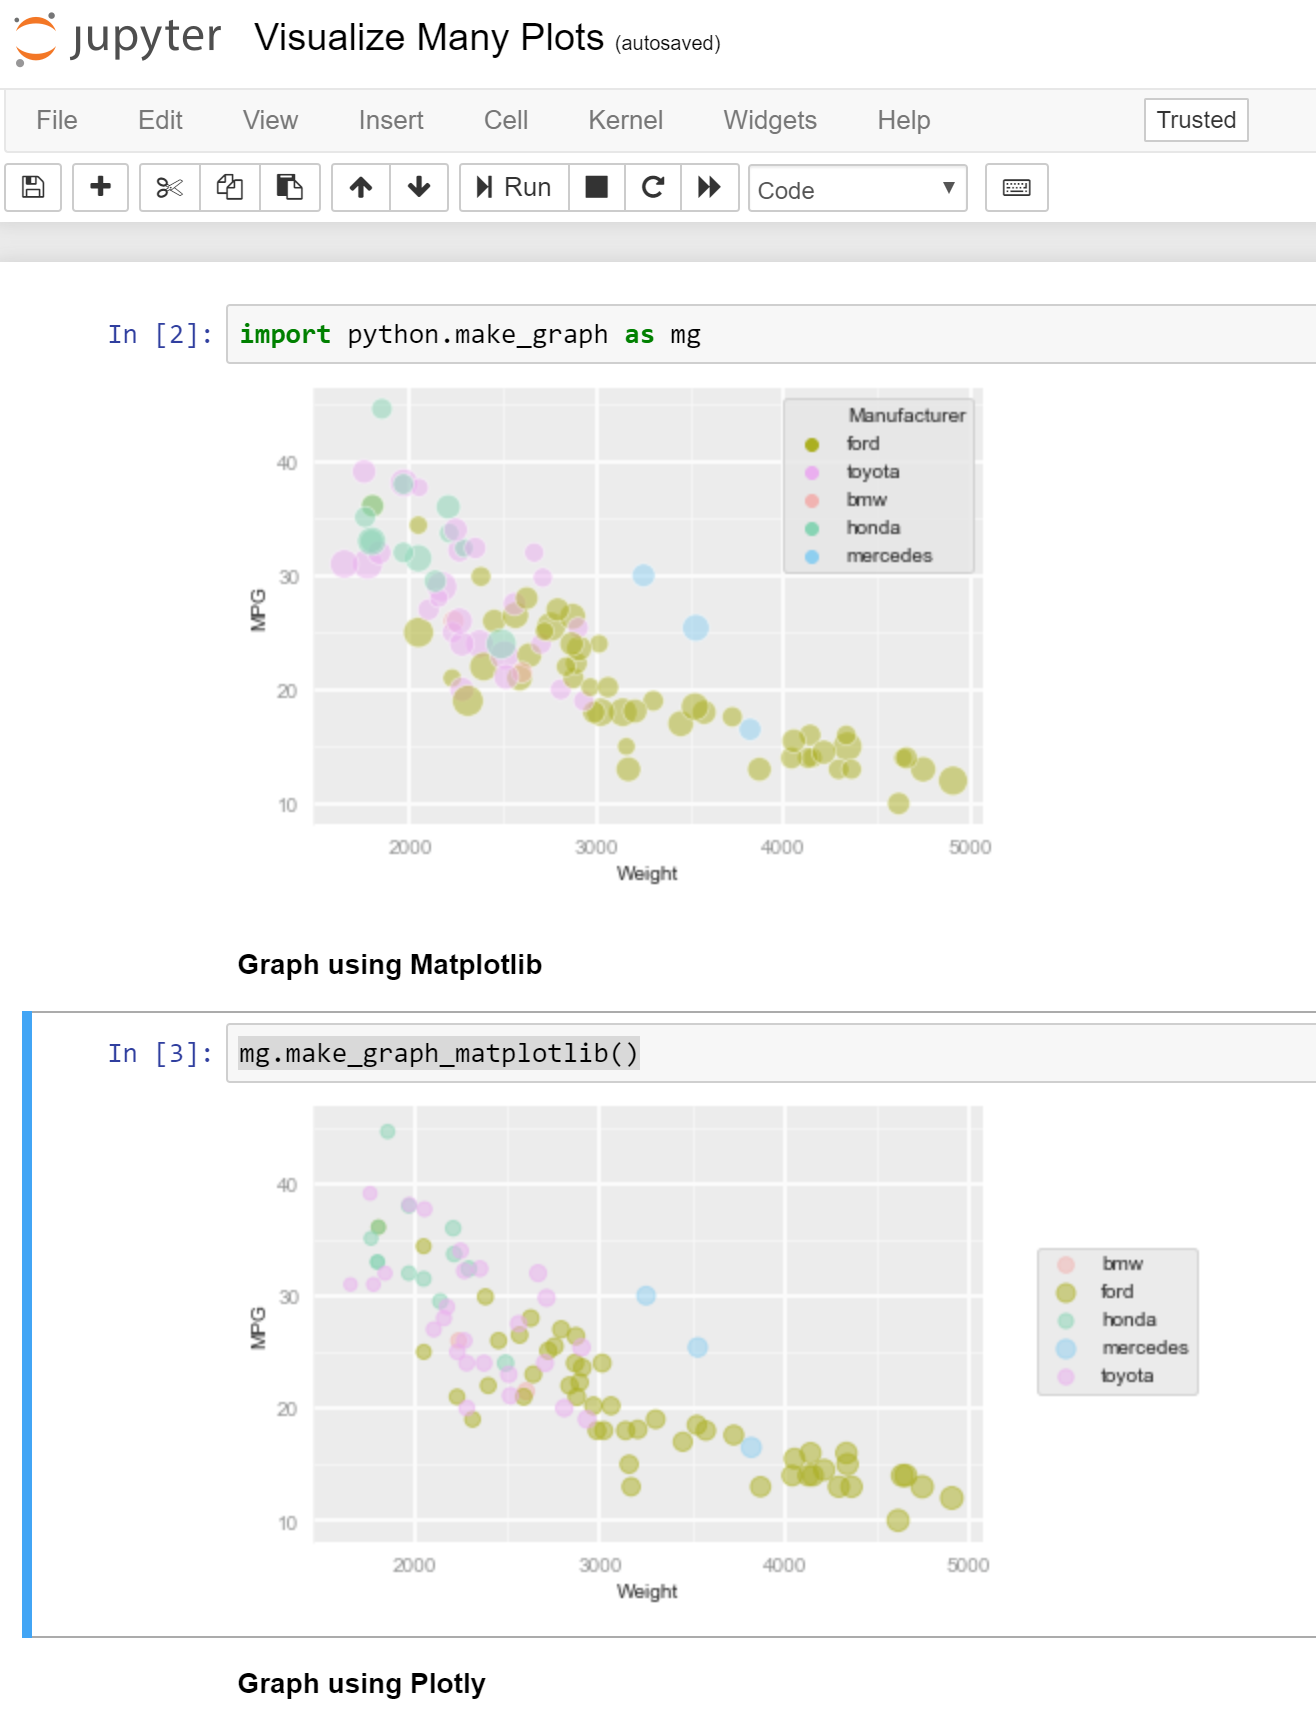 jupyter Visualize Many Plots (autosaved)
File Edit View Insert Cell Kernel Widgets Help Trusted
Run Code
In [2]: import python.make_graph as mg
Manufacturer
ford
toyota
bmw
honda
mercedes
40
30
20
10
MPG
2000 3000 4000 5000
Weight
Graph using Matplotlib
In [3]: mg.make_graph_matplotlib()
40
30
20
10
MPG
bmw
ford
honda
mercedes
toyota
2000 3000 4000 5000
Weight
Graph using Plotly